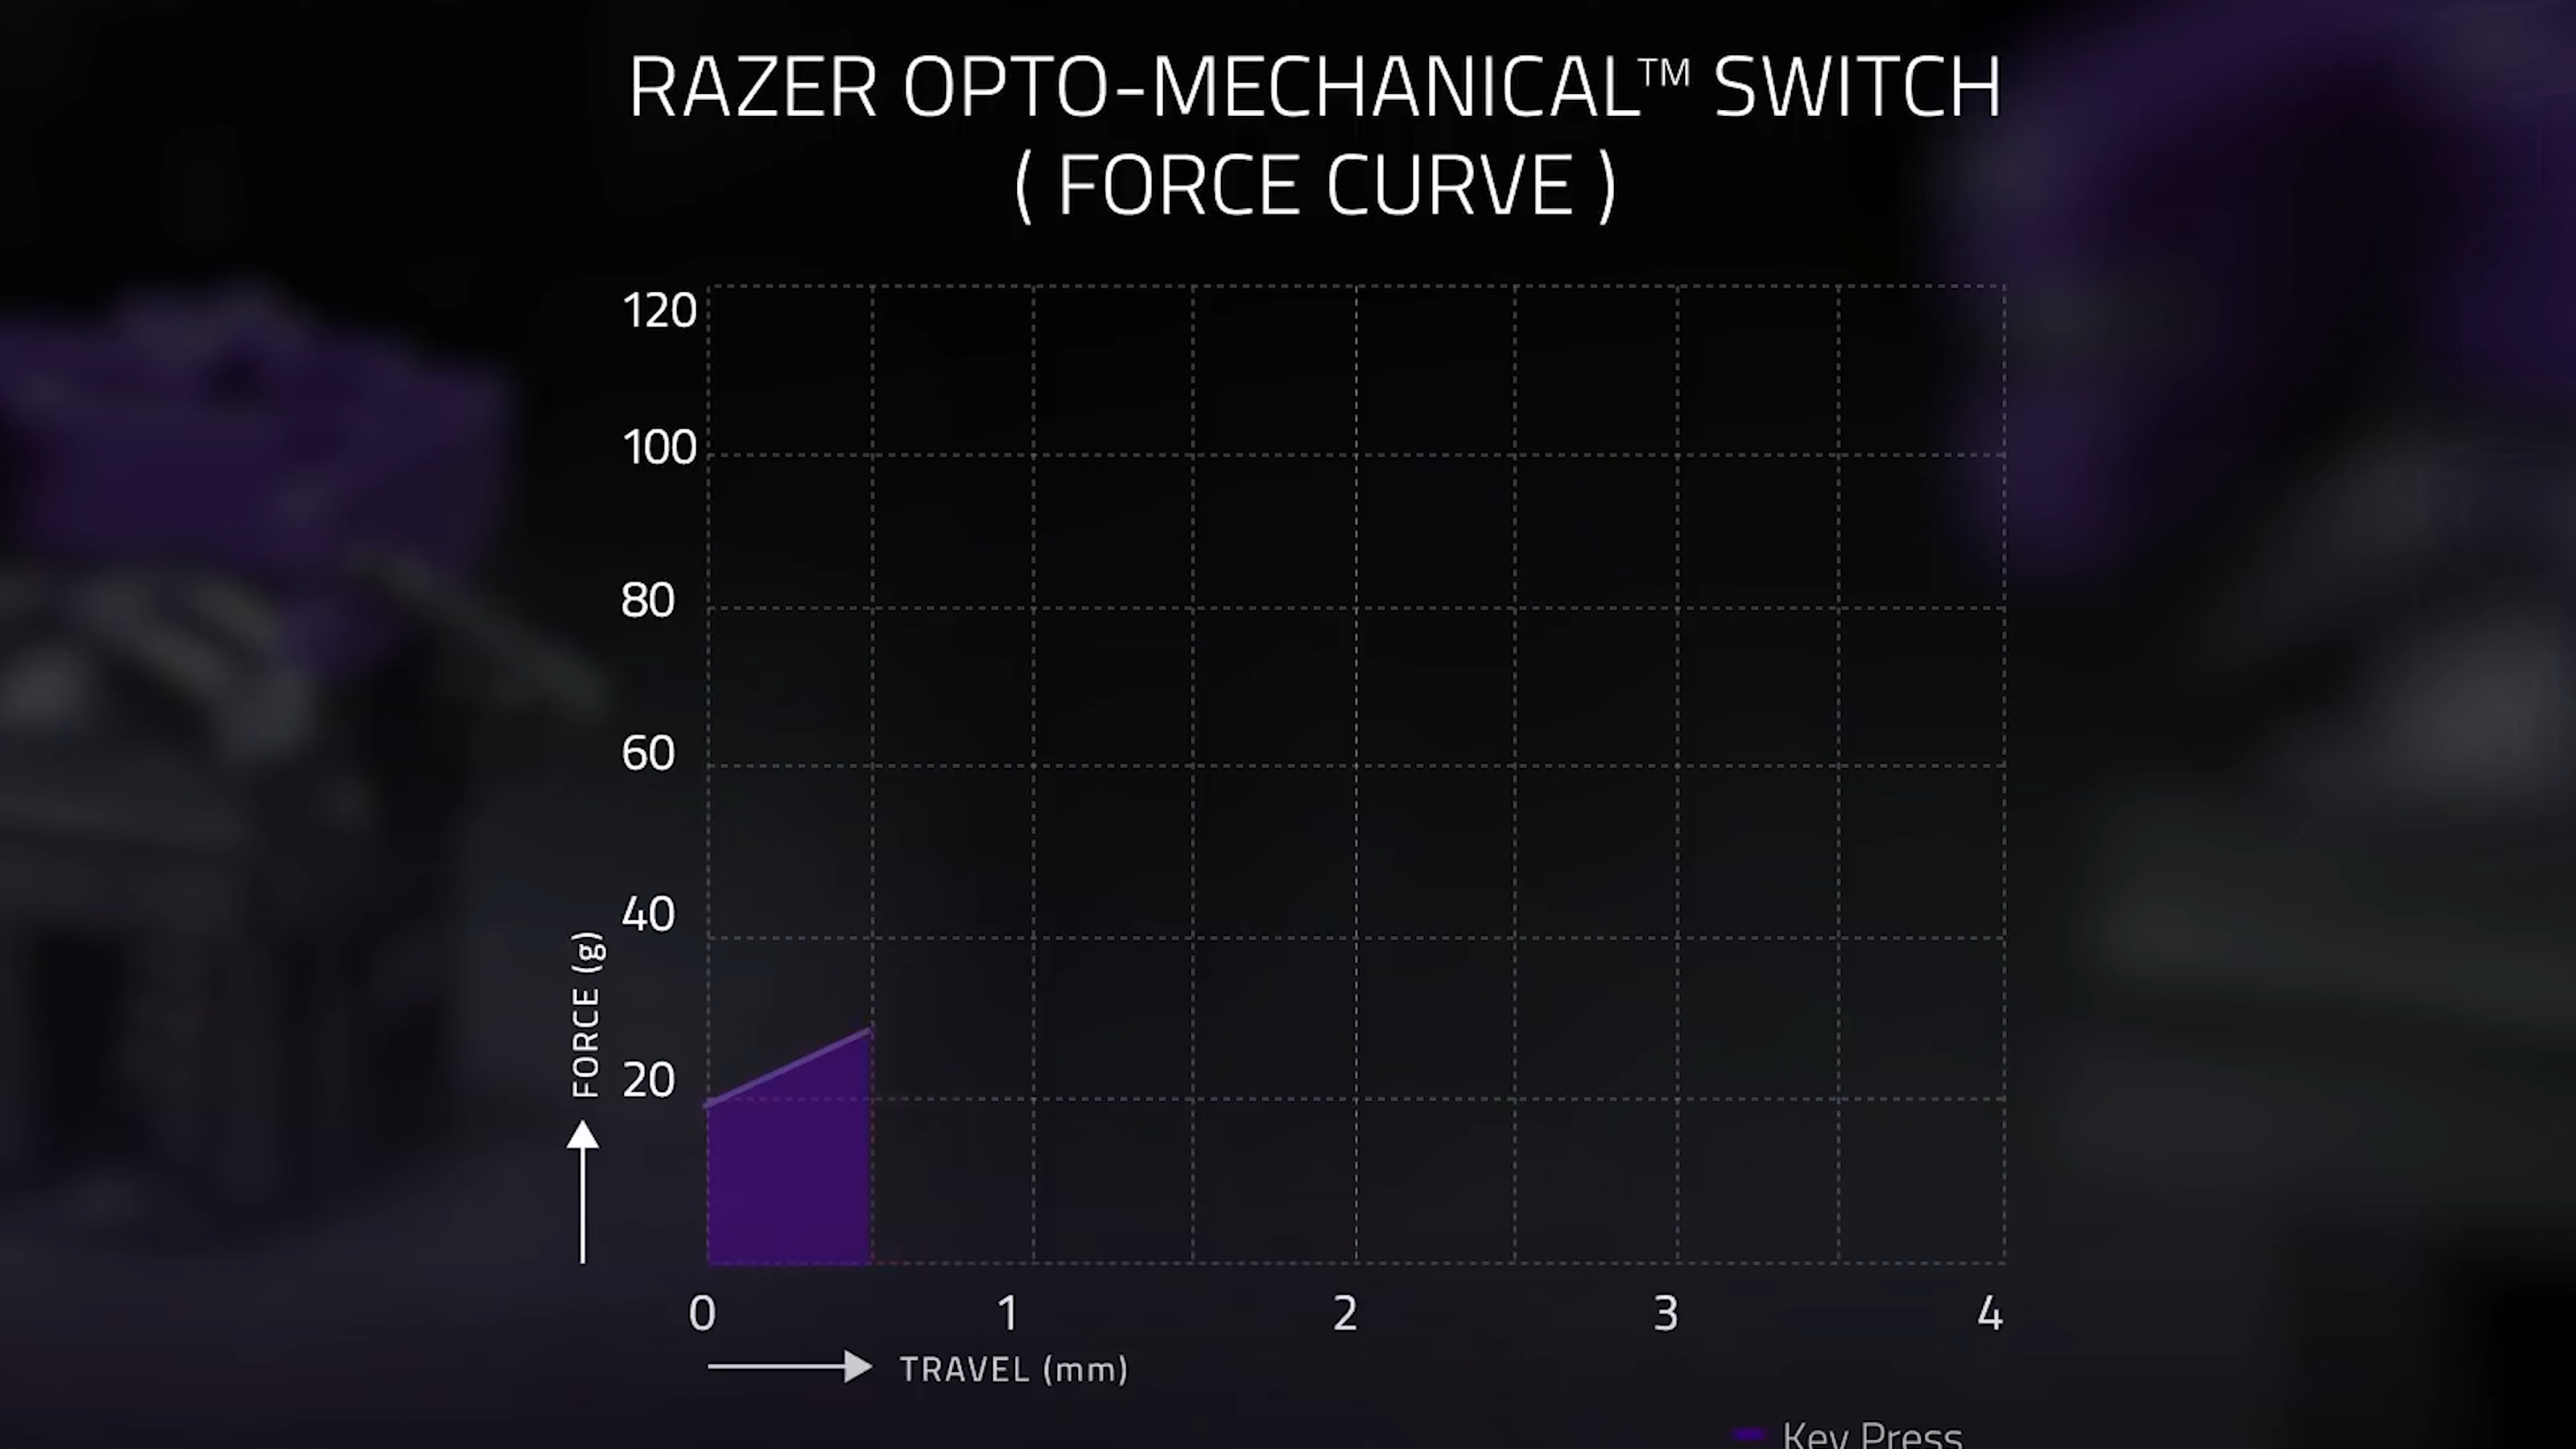 RAZER OPTO-MECHANICAL™ SWITCH
( FORCE CURVE )
120
100
80
60
40
20
FORCE (g)
0 1 2 3 4
TRAVEL (mm)
Key Press